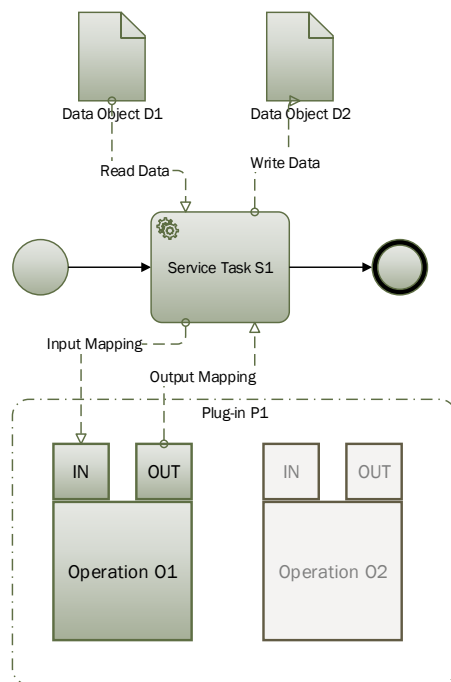 Data Object D1
Data Object D2
Read Data
Write Data
Service Task S1
Input Mapping
Output Mapping
Plug-in P1
IN
OUT
IN
OUT
Operation O1
Operation O2